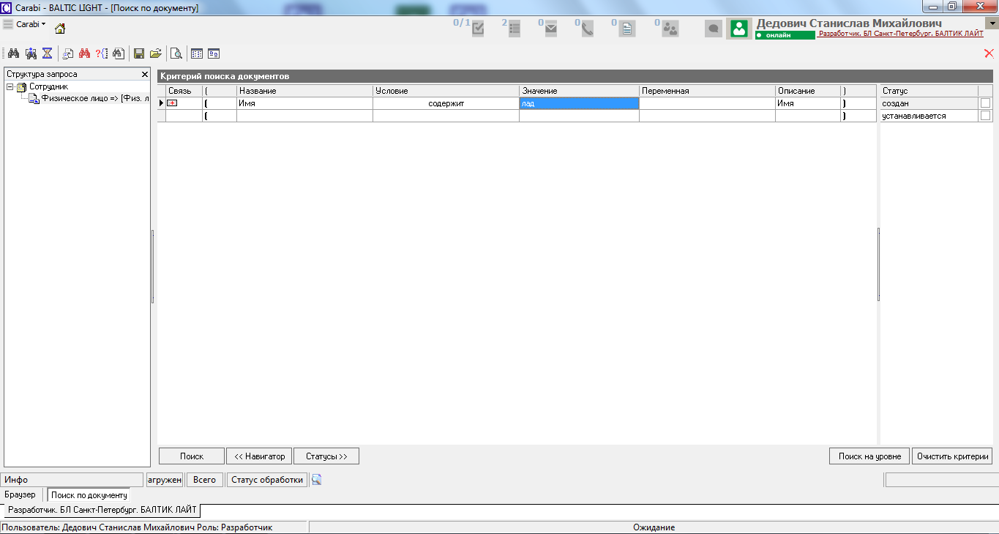 Carabi - BALTIC LIGHT - [Поиск по документу]
Carabi
0/1 2 0 0 0 0
Дедович Станислав Михайлович
онлайн Разработчик. БЛ Санкт-Петербург. БАЛТИК ЛАЙТ
Структура запроса
Сотрудник
Физическое лицо => [Физ. л
Критерий поиска документов
Связь ( Название Условие Значение Переменная Описание ) Статус
( Имя содержит лад Имя ) создан
( ) устанавливается
Поиск << Навигатор Статусы >> Поиск на уровне Очистить критерии
Инфо агружен Всего Статус обработки
Браузер Поиск по документу
Разработчик. БЛ Санкт-Петербург. БАЛТИК ЛАЙТ
Пользователь: Дедович Станислав Михайлович Роль: Разработчик Ожидание